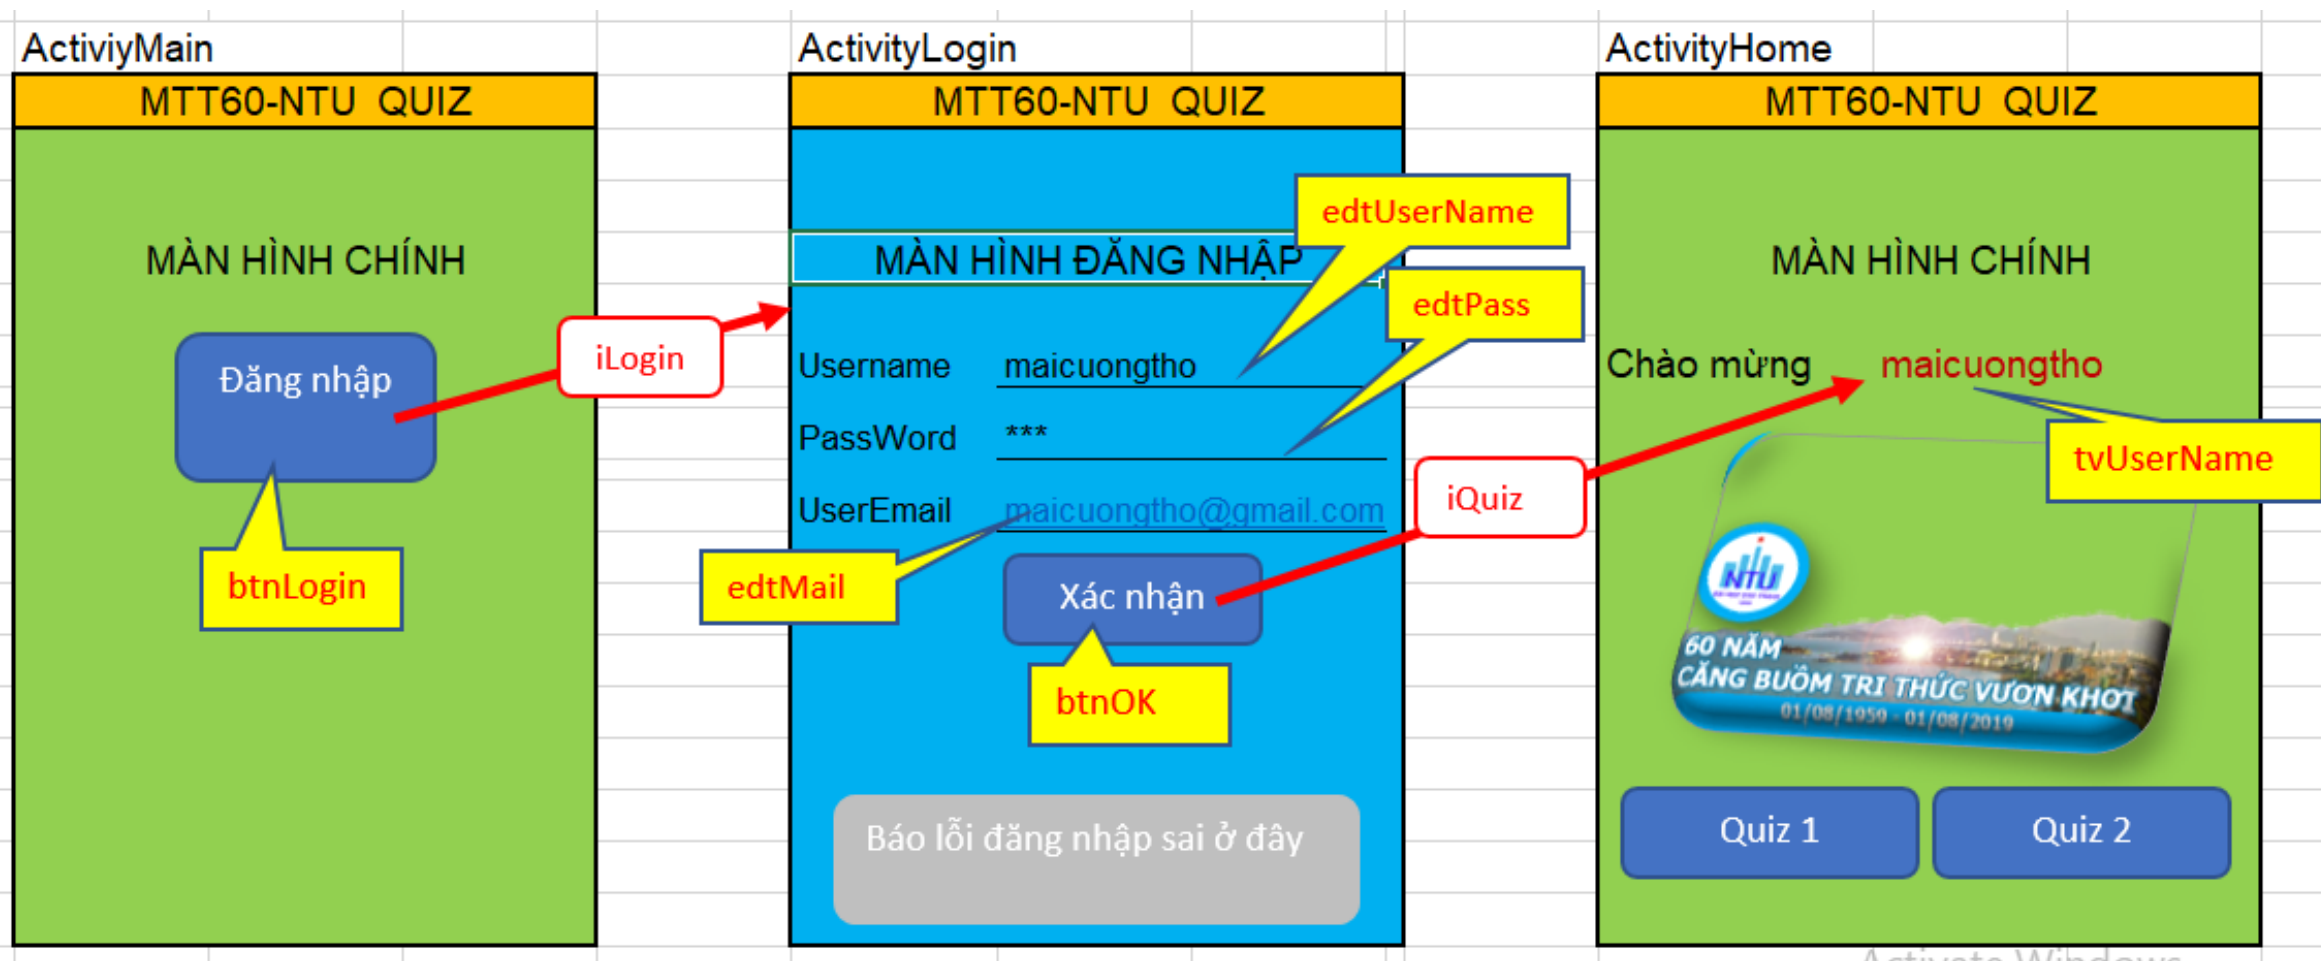 ActiviyMain
MTT60-NTU QUIZ
MÀN HÌNH CHÍNH
Đăng nhập
btnLogin
iLogin
ActivityLogin
MTT60-NTU QUIZ
MÀN HÌNH ĐĂNG NHẬP
edtUserName
edtPass
Username maicuongtho
PassWord ***
UserEmail maicuongtho@gmail.com
edtMail
Xác nhận
btnOK
Báo lỗi đăng nhập sai ở đây
iQuiz
ActivityHome
MTT60-NTU QUIZ
MÀN HÌNH CHÍNH
Chào mừng maicuongtho
tvUserName
NTU
60 NĂM
CĂNG BUỒM TRI THỨC VƯƠN KHƠI
01/08/1959 - 01/08/2019
Quiz 1
Quiz 2
Activate Windows